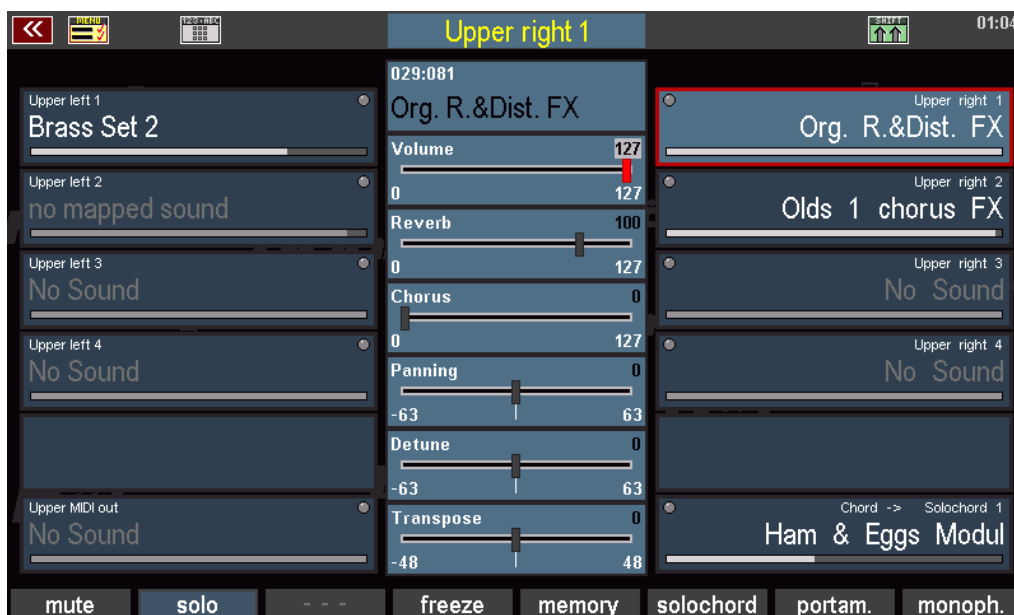 MENU
123·ABC
Upper right 1
SHIFT
01:04
Upper left 1
Brass Set 2
Upper left 2
no mapped sound
Upper left 3
No Sound
Upper left 4
No Sound
Upper MIDI out
No Sound
029:081
Org. R.&Dist. FX
Volume 127
0 127
Reverb 100
0 127
Chorus 0
0 127
Panning 0
-63 63
Detune 0
-63 63
Transpose 0
-48 48
Upper right 1
Org. R.&Dist. FX
Upper right 2
Olds 1 chorus FX
Upper right 3
No Sound
Upper right 4
No Sound
Chord -> Solochord 1
Ham & Eggs Modul
mute solo - - - freeze memory solochord portam. monoph.